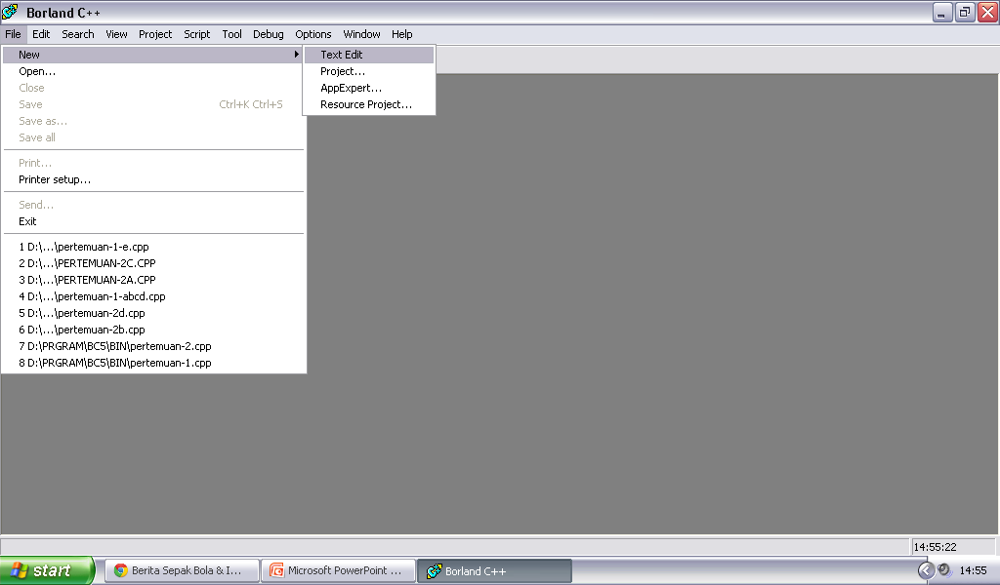 Borland C++
File Edit Search View Project Script Tool Debug Options Window Help
New
Open...
Close
Save Ctrl+K Ctrl+S
Save as...
Save all
Print...
Printer setup...
Send...
Exit
1 D:\...\pertemuan-1-e.cpp
2 D:\...\PERTEMUAN-2C.CPP
3 D:\...\PERTEMUAN-2A.CPP
4 D:\...\pertemuan-1-abcd.cpp
5 D:\...\pertemuan-2d.cpp
6 D:\...\pertemuan-2b.cpp
7 D:\PRGRAM\BC5\BIN\pertemuan-2.cpp
8 D:\PRGRAM\BC5\BIN\pertemuan-1.cpp
Text Edit
Project...
AppExpert...
Resource Project...
14:55:22
start Berita Sepak Bola & I... Microsoft PowerPoint ... Borland C++ 14:55